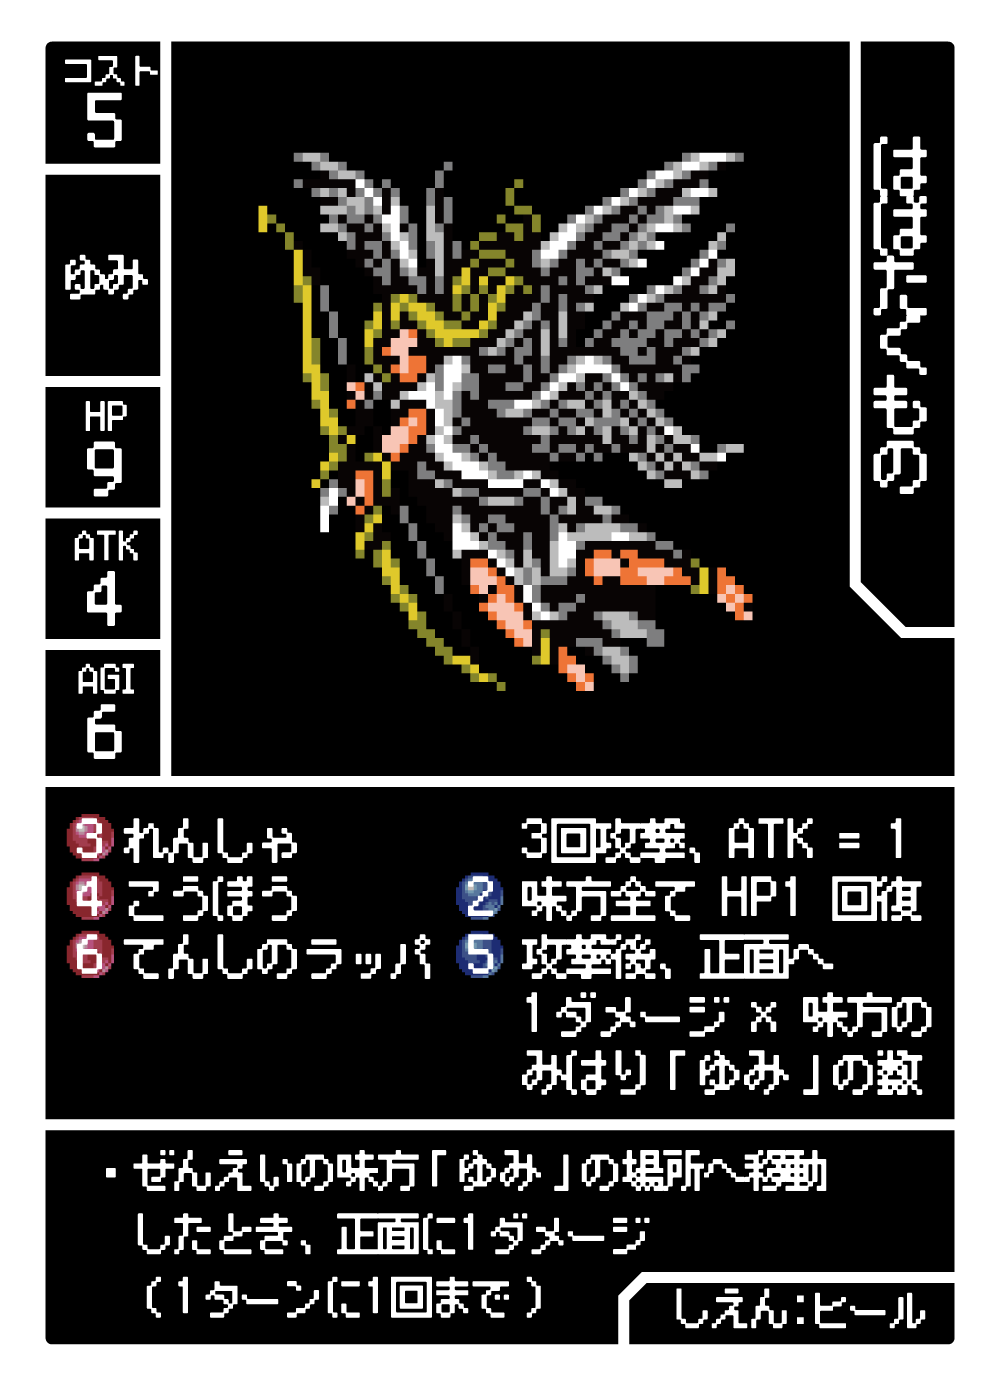 コスト
5
ゆみ
HP
9
ATK
4
AGI
6
はばたくもの
3 れんしゃ 3回攻撃、ATK = 1
4 こうほう 2 味方全て HP1 回復
6 てんしのラッパ 5 攻撃後、正面へ
1ダメージ × 味方の
みはり「ゆみ」の数
・ぜんえいの味方「ゆみ」の場所へ移動
したとき、正面に1ダメージ
(1ターンに1回まで)
しえん:ヒール